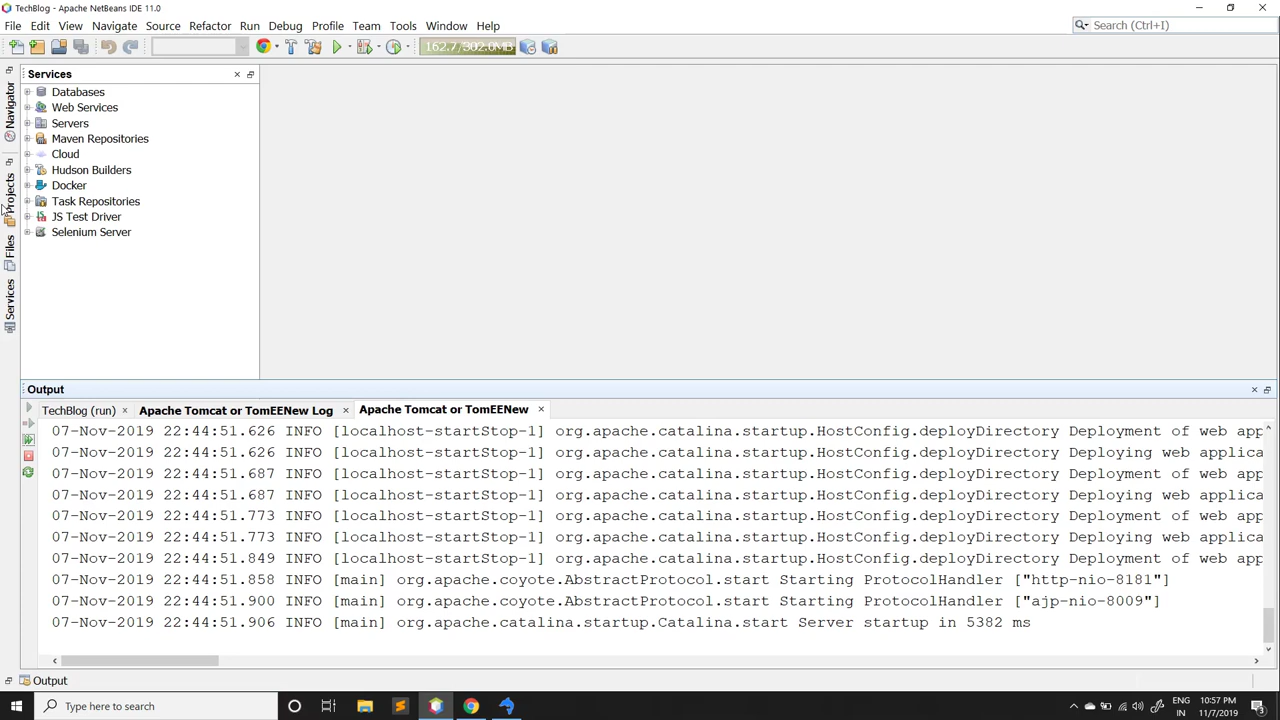 TechBlog - Apache NetBeans IDE 11.0
File Edit View Navigate Source Refactor Run Debug Profile Team Tools Window Help
Search (Ctrl+I)
162.7/302.0MB
Navigator
Projects
Files
Services
Services
Databases
Web Services
Servers
Maven Repositories
Cloud
Hudson Builders
Docker
Task Repositories
JS Test Driver
Selenium Server
Output
TechBlog (run) Apache Tomcat or TomEENew Log Apache Tomcat or TomEENew
07-Nov-2019 22:44:51.626 INFO [localhost-startStop-1] org.apache.catalina.startup.HostConfig.deployDirectory Deployment of web app
07-Nov-2019 22:44:51.626 INFO [localhost-startStop-1] org.apache.catalina.startup.HostConfig.deployDirectory Deploying web applica
07-Nov-2019 22:44:51.687 INFO [localhost-startStop-1] org.apache.catalina.startup.HostConfig.deployDirectory Deployment of web app
07-Nov-2019 22:44:51.687 INFO [localhost-startStop-1] org.apache.catalina.startup.HostConfig.deployDirectory Deploying web applica
07-Nov-2019 22:44:51.773 INFO [localhost-startStop-1] org.apache.catalina.startup.HostConfig.deployDirectory Deployment of web app
07-Nov-2019 22:44:51.773 INFO [localhost-startStop-1] org.apache.catalina.startup.HostConfig.deployDirectory Deploying web applica
07-Nov-2019 22:44:51.849 INFO [localhost-startStop-1] org.apache.catalina.startup.HostConfig.deployDirectory Deployment of web app
07-Nov-2019 22:44:51.858 INFO [main] org.apache.coyote.AbstractProtocol.start Starting ProtocolHandler ["http-nio-8181"]
07-Nov-2019 22:44:51.900 INFO [main] org.apache.coyote.AbstractProtocol.start Starting ProtocolHandler ["ajp-nio-8009"]
07-Nov-2019 22:44:51.906 INFO [main] org.apache.catalina.startup.Catalina.start Server startup in 5382 ms
Output
Type here to search
ENG
IN
10:57 PM
11/7/2019
3